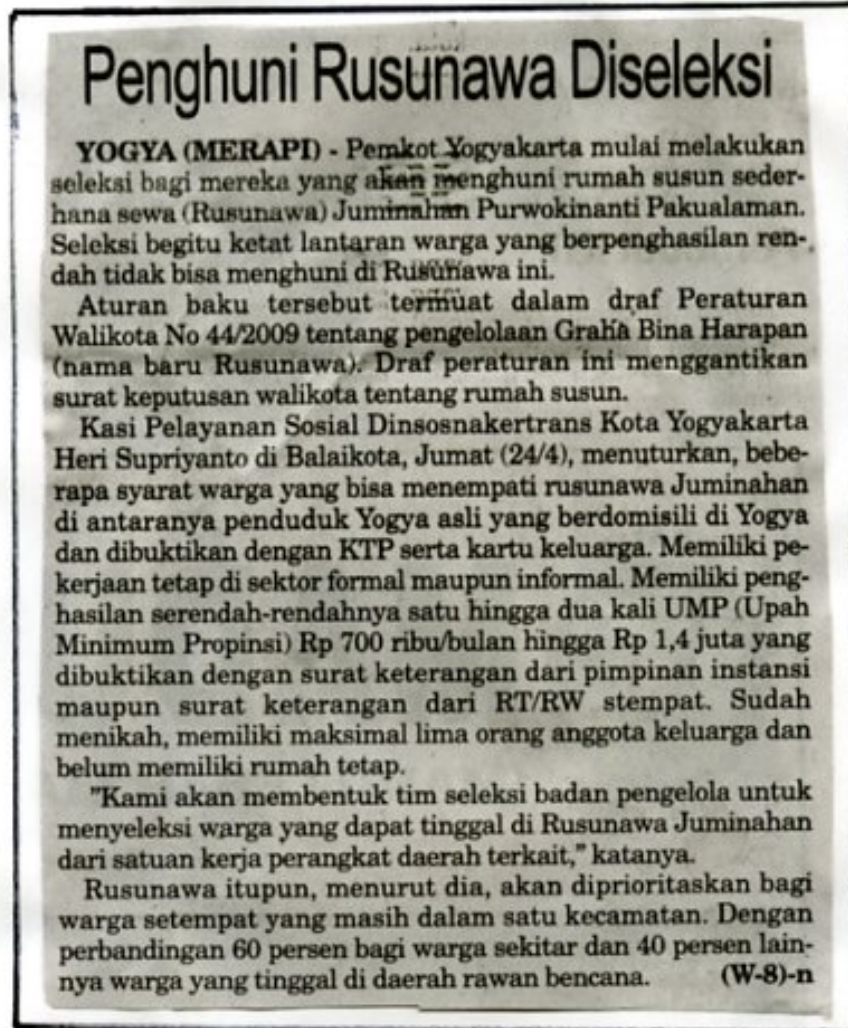 Penghuni Rusunawa Diseleksi
YOGYA (MERAPI) - Pemkot Yogyakarta mulai melakukan
seleksi bagi mereka yang akan menghuni rumah susun seder-
hana sewa (Rusunawa) Juminahan Purwokinanti Pakualaman.
Seleksi begitu ketat lantaran warga yang berpenghasilan ren-
dah tidak bisa menghuni di Rusunawa ini.
Aturan baku tersebut termuat dalam draf Peraturan
Walikota No 44/2009 tentang pengelolaan Graha Bina Harapan
(nama baru Rusunawa). Draf peraturan ini menggantikan
surat keputusan walikota tentang rumah susun.
Kasi Pelayanan Sosial Dinsosnakertrans Kota Yogyakarta
Heri Supriyanto di Balaikota, Jumat (24/4), menuturkan, bebe-
rapa syarat warga yang bisa menempati rusunawa Juminahan
di antaranya penduduk Yogya asli yang berdomisili di Yogya
dan dibuktikan dengan KTP serta kartu keluarga. Memiliki pe-
kerjaan tetap di sektor formal maupun informal. Memiliki peng-
hasilan serendah-rendahnya satu hingga dua kali UMP (Upah
Minimum Propinsi) Rp 700 ribu/bulan hingga Rp 1,4 juta yang
dibuktikan dengan surat keterangan dari pimpinan instansi
maupun surat keterangan dari RT/RW stempat. Sudah
menikah, memiliki maksimal lima orang anggota keluarga dan
belum memiliki rumah tetap.
"Kami akan membentuk tim seleksi badan pengelola untuk
menyeleksi warga yang dapat tinggal di Rusunawa Juminahan
dari satuan kerja perangkat daerah terkait," katanya.
Rusunawa itupun, menurut dia, akan diprioritaskan bagi
warga setempat yang masih dalam satu kecamatan. Dengan
perbandingan 60 persen bagi warga sekitar dan 40 persen lain-
nya warga yang tinggal di daerah rawan bencana. (W-8)-n